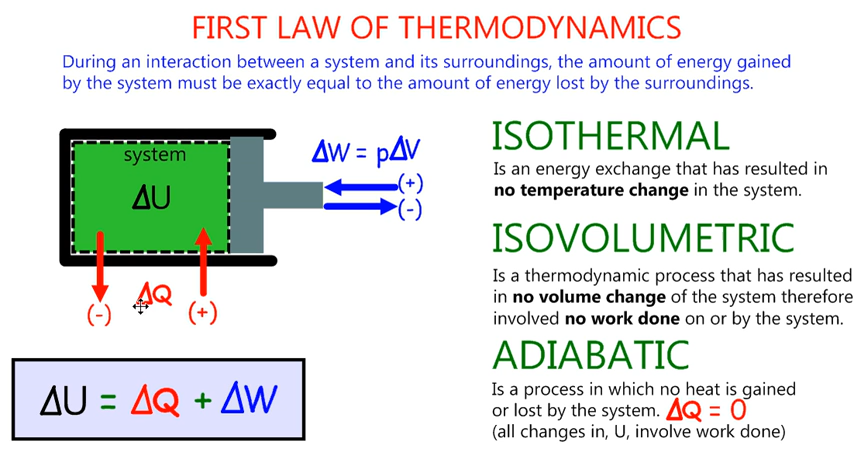 FIRST LAW OF THERMODYNAMICS
During an interaction between a system and its surroundings, the amount of energy gained
by the system must be exactly equal to the amount of energy lost by the surroundings.
system
ΔU
ΔW = pΔV
(+)
(-)
ΔQ
(-)
(+)
ΔU = ΔQ + ΔW
ISOTHERMAL
Is an energy exchange that has resulted in
no temperature change in the system.
ISOVOLUMETRIC
Is a thermodynamic process that has resulted
in no volume change of the system therefore
involved no work done on or by the system.
ADIABATIC
Is a process in which no heat is gained
or lost by the system. ΔQ = 0
(all changes in, U, involve work done)